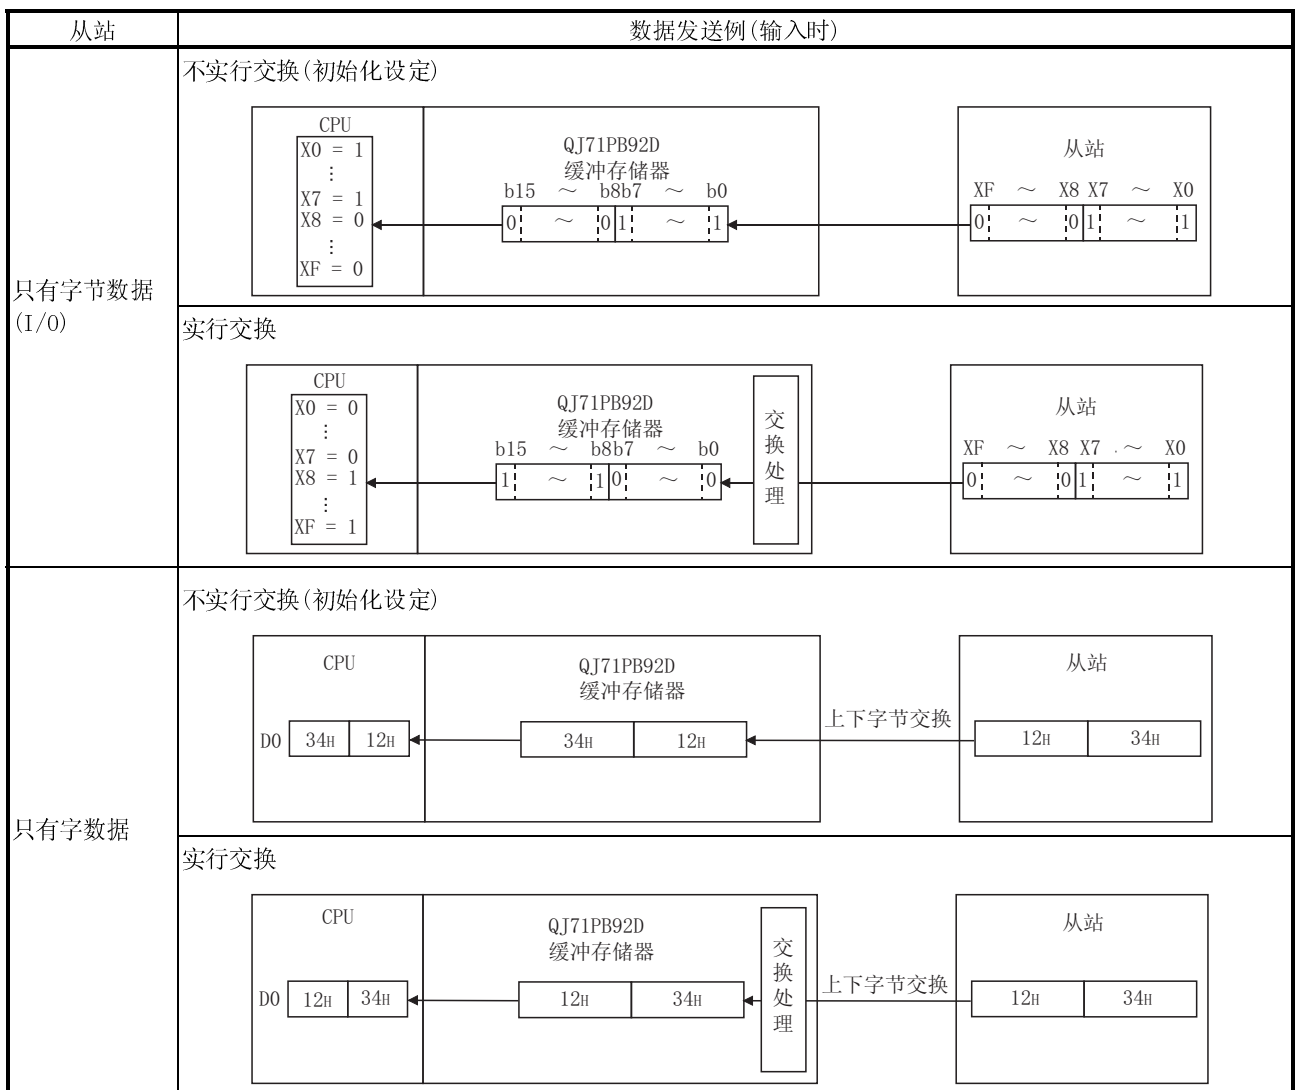 从站
数据发送例(输入时)
只有字节数据
(I/O)
不实行交换(初始化设定)
CPU
X0 = 1
⋮
X7 = 1
X8 = 0
⋮
XF = 0
QJ71PB92D
缓冲存储器
b15 ～ b8b7 ～ b0
0 ～ 0 1 ～ 1
从站
XF ～ X8 X7 ～ X0
0 ～ 0 1 ～ 1
实行交换
CPU
X0 = 0
⋮
X7 = 0
X8 = 1
⋮
XF = 1
QJ71PB92D
缓冲存储器
b15 ～ b8b7 ～ b0
1 ～ 1 0 ～ 0
交
换
处
理
从站
XF ～ X8 X7 ～ X0
0 ～ 0 1 ～ 1
只有字数据
不实行交换(初始化设定)
CPU
D0 34H 12H
QJ71PB92D
缓冲存储器
34H 12H
上下字节交换
从站
12H 34H
实行交换
CPU
D0 12H 34H
QJ71PB92D
缓冲存储器
12H 34H
交
换
处
理
上下字节交换
从站
12H 34H